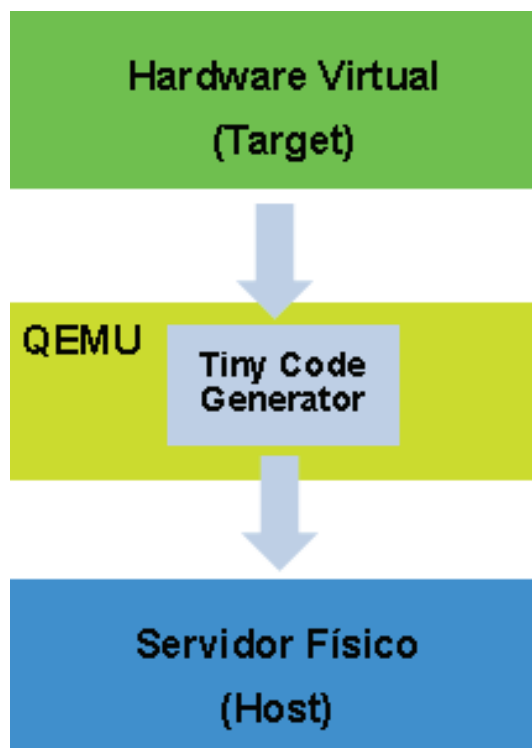 Hardware Virtual
(Target)
QEMU
Tiny Code
Generator
Servidor Físico
(Host)